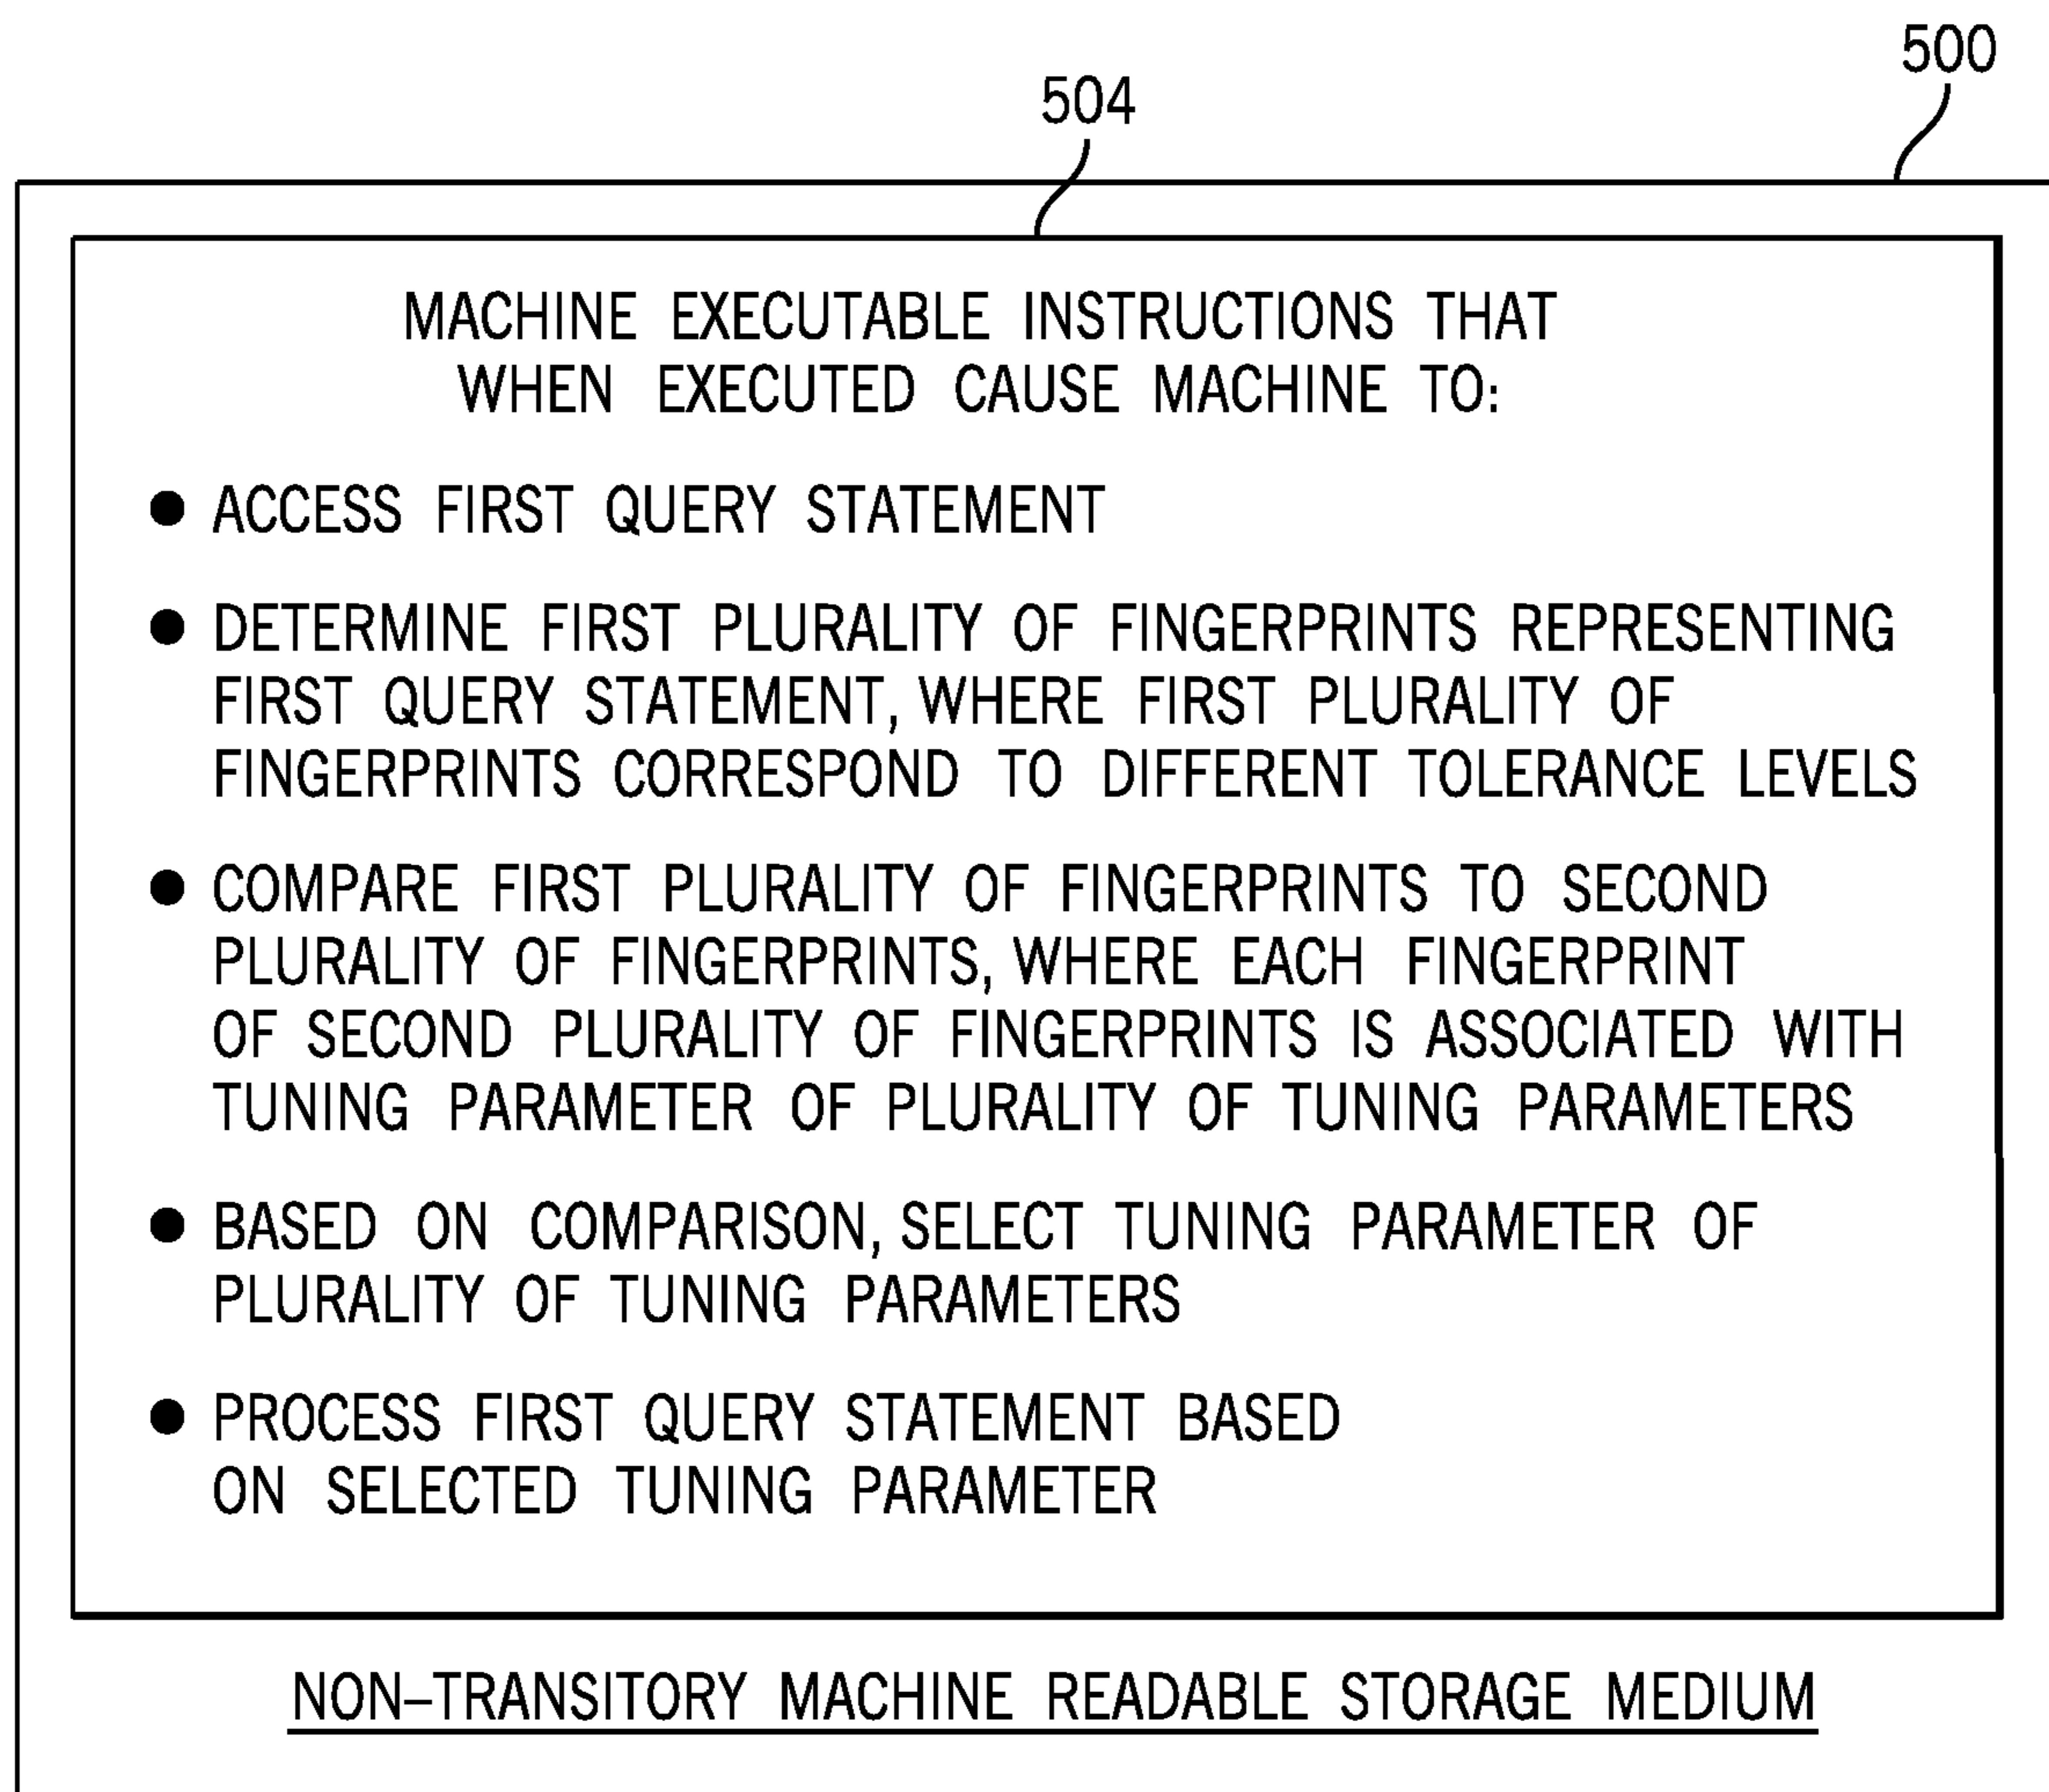 500
504
MACHINE EXECUTABLE INSTRUCTIONS THAT
WHEN EXECUTED CAUSE MACHINE TO:
● ACCESS FIRST QUERY STATEMENT
● DETERMINE FIRST PLURALITY OF FINGERPRINTS REPRESENTING
FIRST QUERY STATEMENT, WHERE FIRST PLURALITY OF
FINGERPRINTS CORRESPOND TO DIFFERENT TOLERANCE LEVELS
● COMPARE FIRST PLURALITY OF FINGERPRINTS TO SECOND
PLURALITY OF FINGERPRINTS, WHERE EACH FINGERPRINT
OF SECOND PLURALITY OF FINGERPRINTS IS ASSOCIATED WITH
TUNING PARAMETER OF PLURALITY OF TUNING PARAMETERS
● BASED ON COMPARISON, SELECT TUNING PARAMETER OF
PLURALITY OF TUNING PARAMETERS
● PROCESS FIRST QUERY STATEMENT BASED
ON SELECTED TUNING PARAMETER
NON–TRANSITORY MACHINE READABLE STORAGE MEDIUM